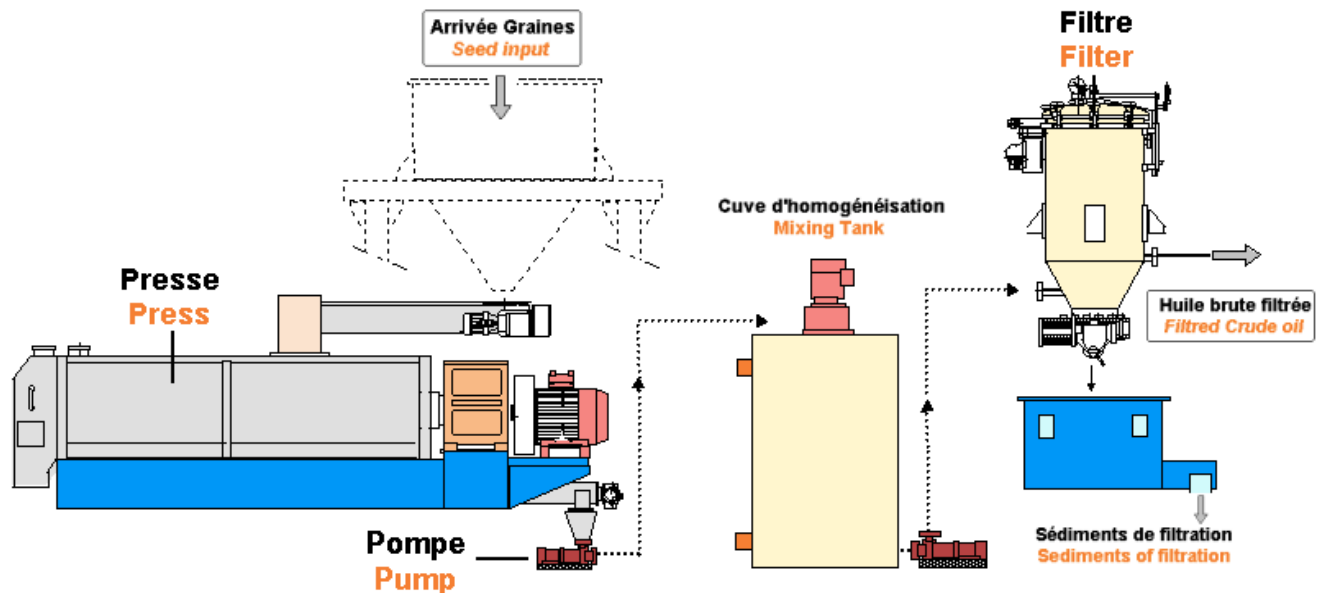 Arrivée Graines
Seed input
Filtre
Filter
Cuve d'homogénéisation
Mixing Tank
Presse
Press
Huile brute filtrée
Filtred Crude oil
Pompe
Pump
Sédiments de filtration
Sediments of filtration